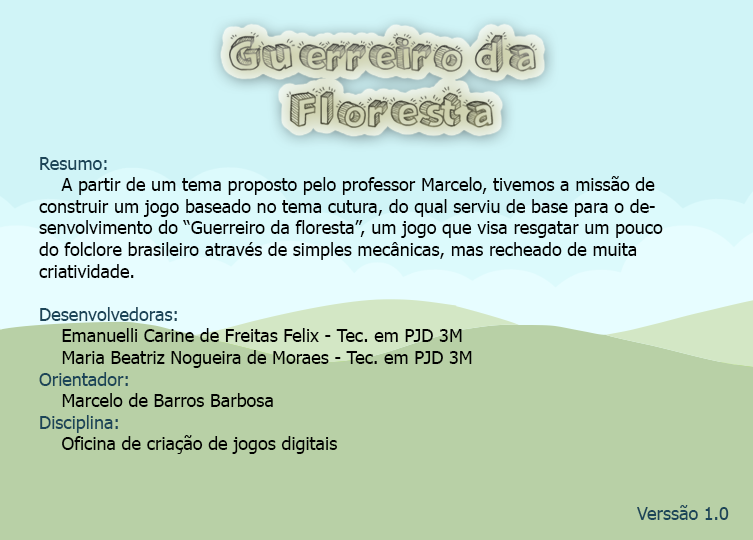 Guerreiro da
Floresta
Resumo:
A partir de um tema proposto pelo professor Marcelo, tivemos a missão de
construir um jogo baseado no tema cutura, do qual serviu de base para o de-
senvolvimento do “Guerreiro da floresta”, um jogo que visa resgatar um pouco
do folclore brasileiro através de simples mecânicas, mas recheado de muita
criatividade.
Desenvolvedoras:
Emanuelli Carine de Freitas Felix - Tec. em PJD 3M
Maria Beatriz Nogueira de Moraes - Tec. em PJD 3M
Orientador:
Marcelo de Barros Barbosa
Disciplina:
Oficina de criação de jogos digitais
Verssão 1.0